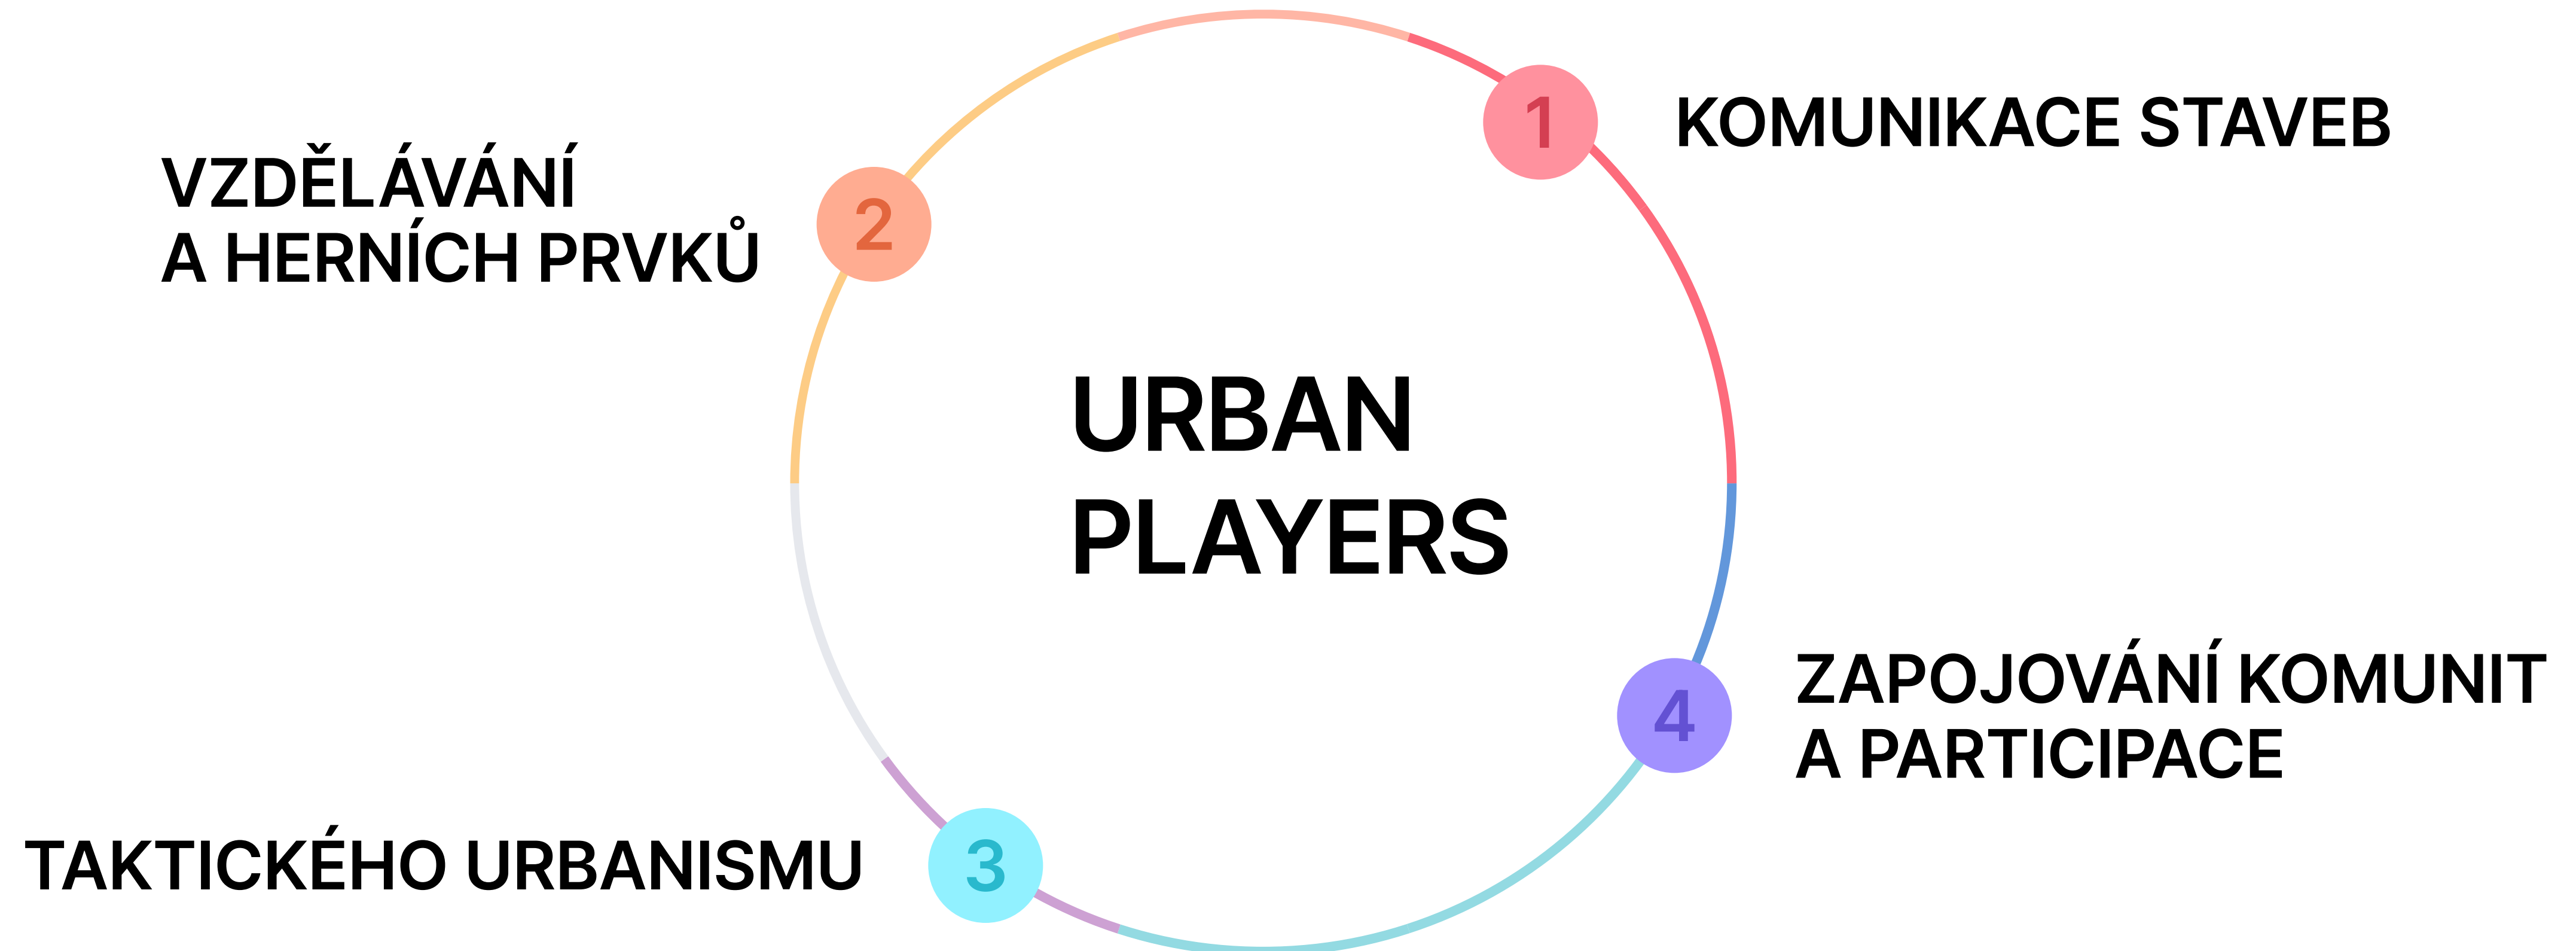 1
KOMUNIKACE STAVEB
2
VZDĚLÁVÁNÍ
A HERNÍCH PRVKŮ
URBAN
PLAYERS
3
TAKTICKÉHO URBANISMU
4
ZAPOJOVÁNÍ KOMUNIT
A PARTICIPACE